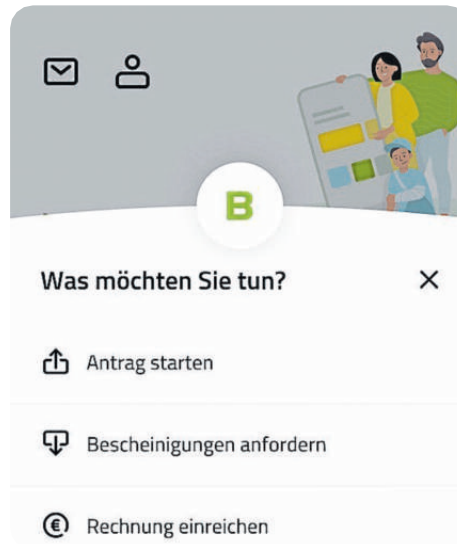 B
Was möchten Sie tun?
Antrag starten
Bescheinigungen anfordern
Rechnung einreichen